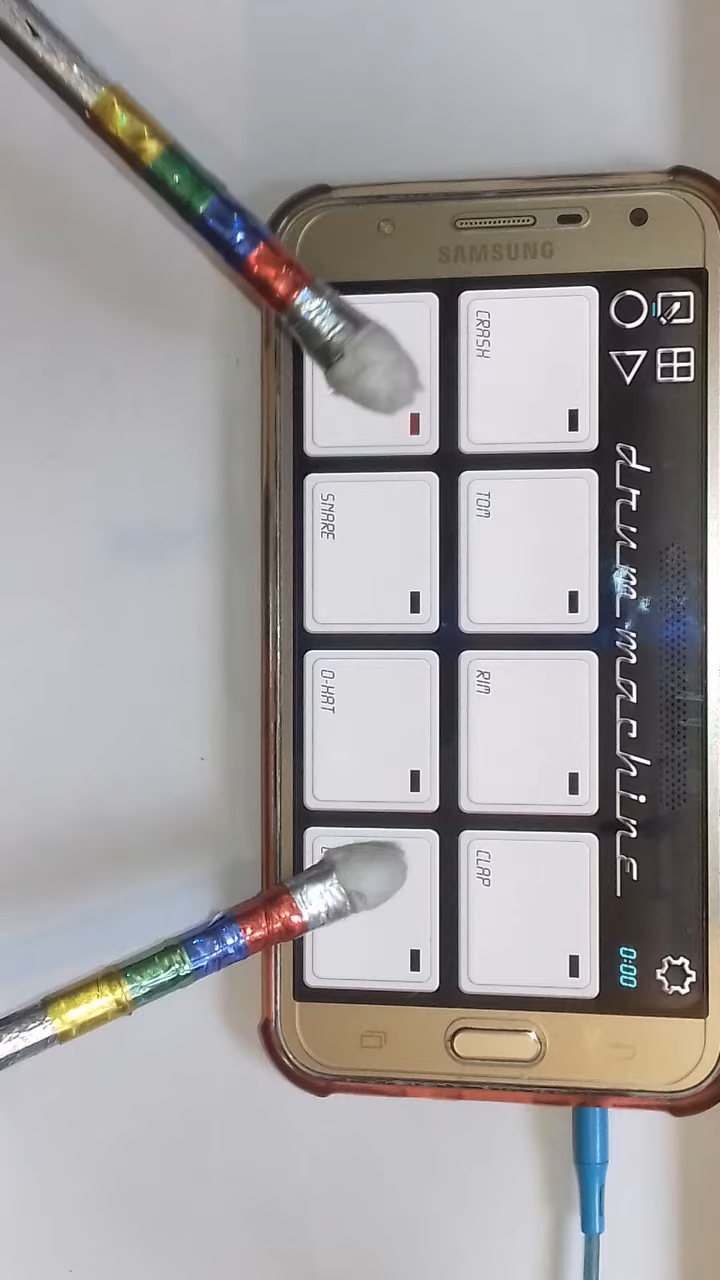 SAMSUNG
drum machine
0:00
CRASH
TOM
RIM
CLAP
SNARE
O-HAT